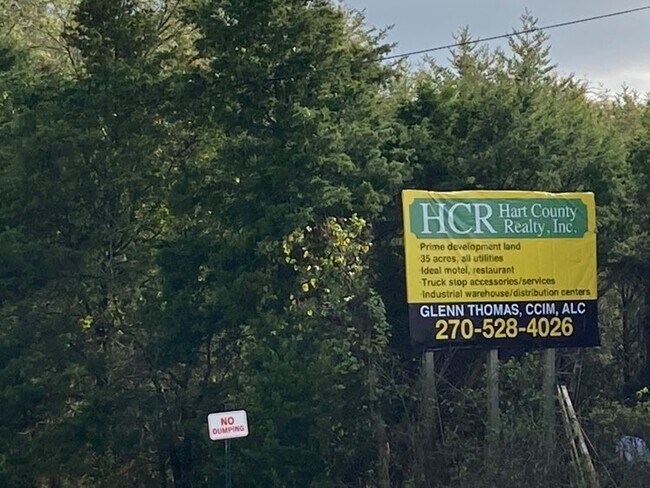 HCR Hart County
Realty, Inc.
·Prime development land
·35 acres, all utilities
·Ideal motel, restaurant
·Truck stop accessories/services
·Industrial warehouse/distribution centers
GLENN THOMAS, CCIM, ALC
270-528-4026
NO
DUMPING